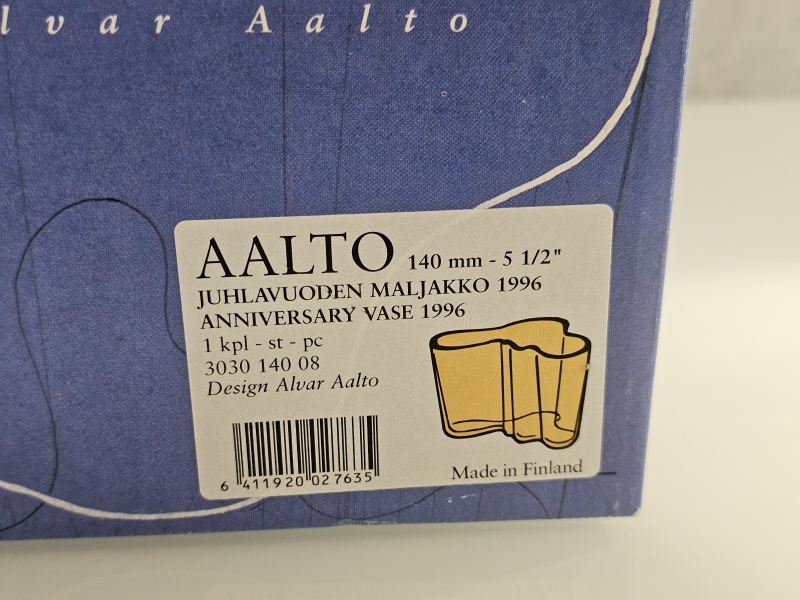 lvar Aalto
AALTO 140 mm - 5 1/2"
JUHLAVUODEN MALJAKKO 1996
ANNIVERSARY VASE 1996
1 kpl - st - pc
3030 140 08
Design Alvar Aalto
6 411920 027635
Made in Finland